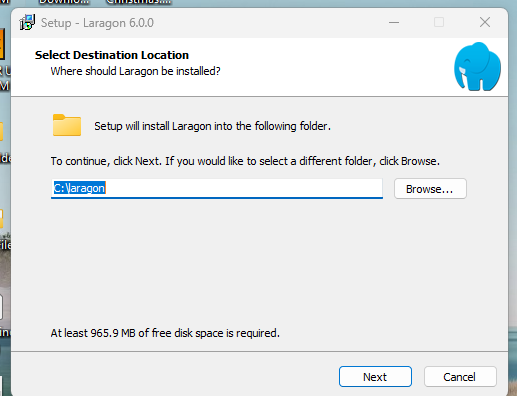 Downlo...
Christmas....
Setup - Laragon 6.0.0
Select Destination Location
Where should Laragon be installed?
Setup will install Laragon into the following folder.
To continue, click Next. If you would like to select a different folder, click Browse.
C:\laragon
Browse...
At least 965.9 MB of free disk space is required.
Next
Cancel